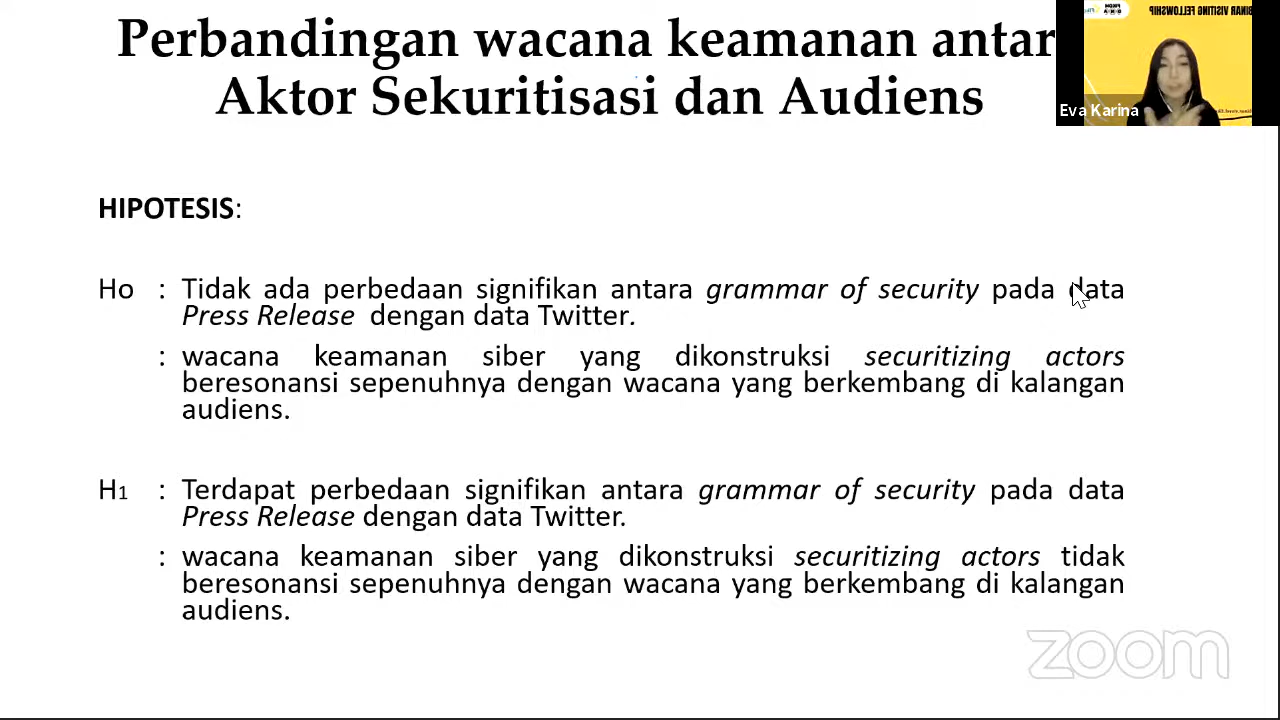 Perbandingan wacana keamanan antar
Aktor Sekuritisasi dan Audiens
BINAR VISITING FELLOWSHIP
Eva Karina
HIPOTESIS:
Ho : Tidak ada perbedaan signifikan antara grammar of security pada data
Press Release dengan data Twitter.
: wacana keamanan siber yang dikonstruksi securitizing actors
beresonansi sepenuhnya dengan wacana yang berkembang di kalangan
audiens.
H1 : Terdapat perbedaan signifikan antara grammar of security pada data
Press Release dengan data Twitter.
: wacana keamanan siber yang dikonstruksi securitizing actors tidak
beresonansi sepenuhnya dengan wacana yang berkembang di kalangan
audiens.
zoom